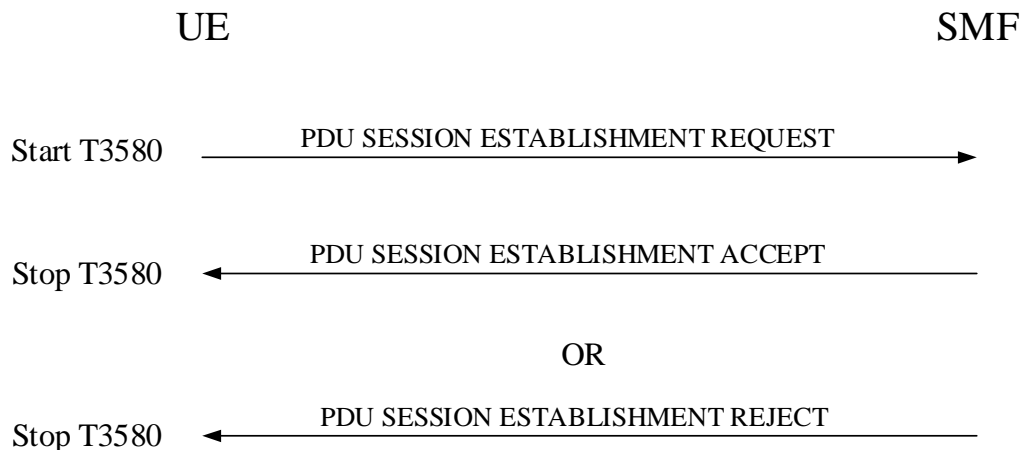 UE
SMF
Start T3580
PDU SESSION ESTABLISHMENT REQUEST
Stop T3580
PDU SESSION ESTABLISHMENT ACCEPT
OR
Stop T3580
PDU SESSION ESTABLISHMENT REJECT